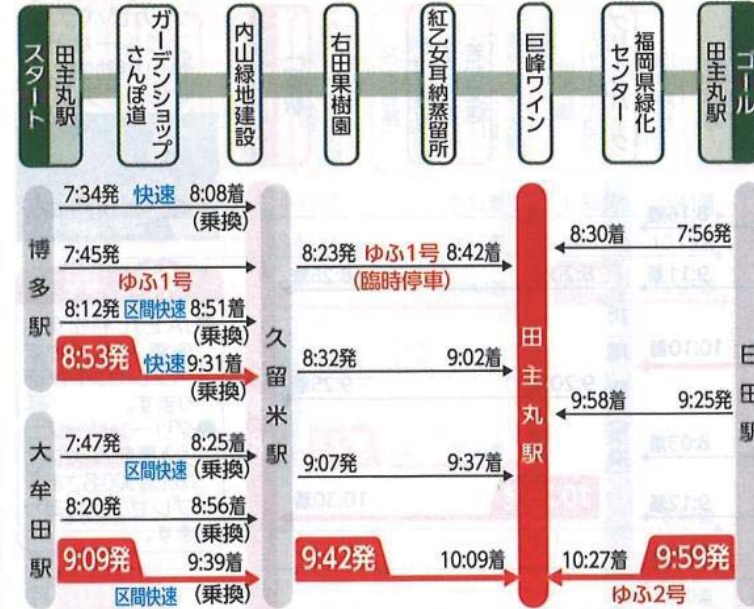 スタート
田主丸駅
ガーデンショップ
さんぽ道
内山緑地建設
右田果樹園
紅乙女耳納蒸留所
巨峰ワイン
福岡県緑化
センター
田主丸駅
ゴール
博多駅
7:34発 快速 8:08着
(乗換)
7:45発
ゆふ1号
8:12発 区間快速 8:51着
(乗換)
8:53発 快速 9:31着
(乗換)
大牟田駅
7:47発 8:25着
区間快速 (乗換)
8:20発 8:56着
(乗換)
9:09発 9:39着
区間快速 (乗換)
久留米駅
8:23発 ゆふ1号 8:42着
(臨時停車)
8:32発 9:02着
9:07発 9:37着
9:42発 10:09着
田主丸駅
8:30着 7:56発
9:58着 9:25発
10:27着 9:59発
ゆふ2号
日田駅